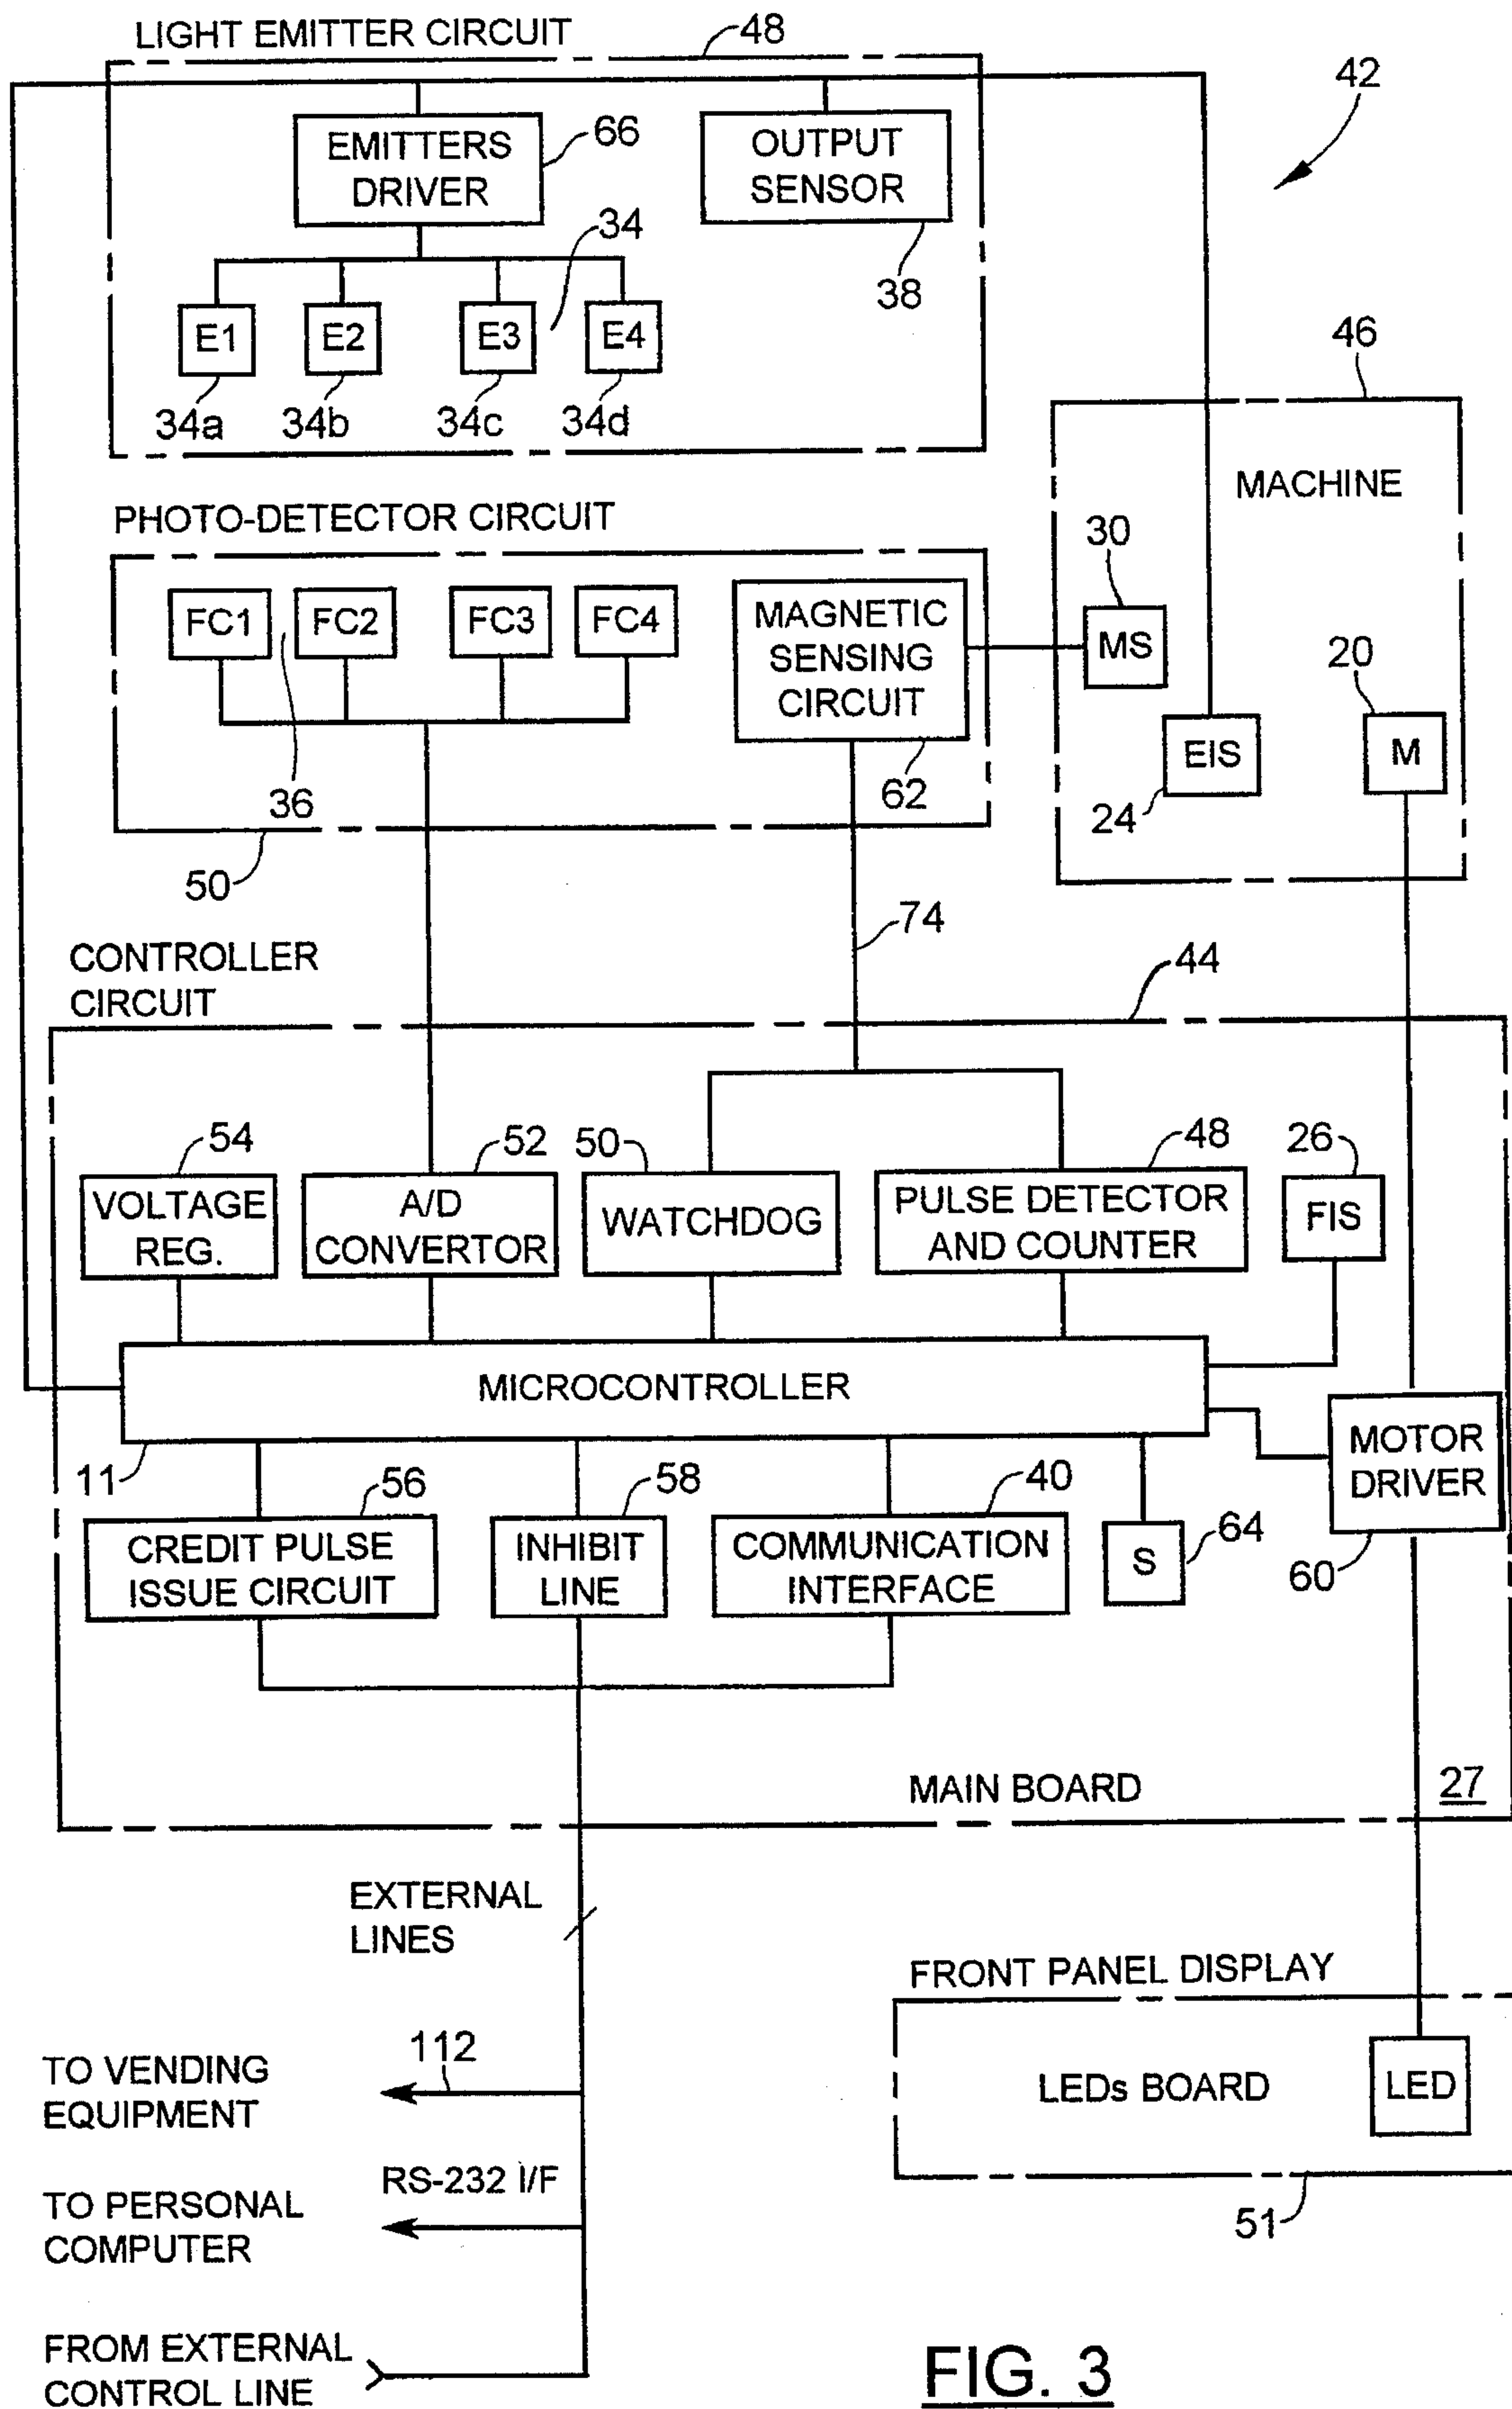 LIGHT EMITTER CIRCUIT
48
42
EMITTERS
DRIVER
66
OUTPUT
SENSOR
34
38
E1
E2
E3
E4
34a
34b
34c
34d
46
MACHINE
PHOTO-DETECTOR CIRCUIT
30
FC1
FC2
FC3
FC4
MAGNETIC
SENSING
CIRCUIT
MS
20
EIS
M
36
62
24
50
74
CONTROLLER
CIRCUIT
44
54
52
50
48
26
VOLTAGE
REG.
A/D
CONVERTOR
WATCHDOG
PULSE DETECTOR
AND COUNTER
FIS
MICROCONTROLLER
MOTOR
DRIVER
11
56
58
40
64
60
CREDIT PULSE
ISSUE CIRCUIT
INHIBIT
LINE
COMMUNICATION
INTERFACE
S
MAIN BOARD
27
EXTERNAL
LINES
FRONT PANEL DISPLAY
112
TO VENDING
EQUIPMENT
LEDs BOARD
LED
RS-232 I/F
TO PERSONAL
COMPUTER
51
FROM EXTERNAL
CONTROL LINE
FIG. 3